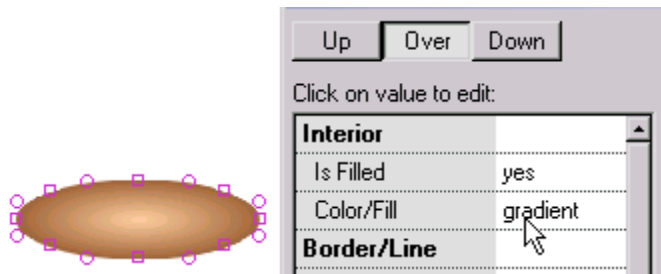 Up Over Down
Click on value to edit:
Interior
Is Filled yes
Color/Fill gradient
Border/Line